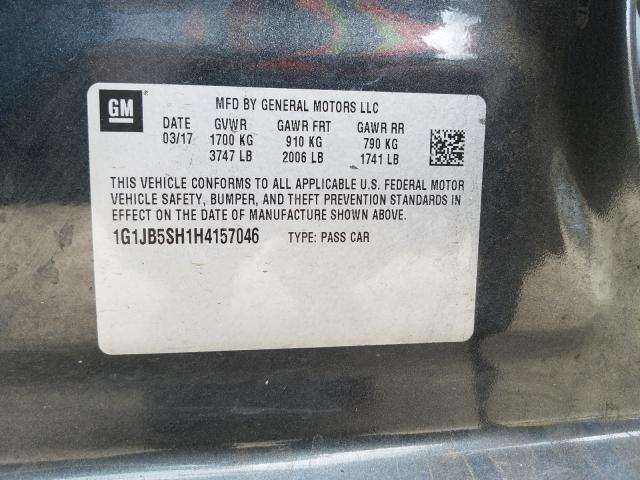 GM
MFD BY GENERAL MOTORS LLC
DATE GVWR GAWR FRT GAWR RR
03/17 1700 KG 910 KG 790 KG
3747 LB 2006 LB 1741 LB
THIS VEHICLE CONFORMS TO ALL APPLICABLE U.S. FEDERAL MOTOR
VEHICLE SAFETY, BUMPER, AND THEFT PREVENTION STANDARDS IN
EFFECT ON THE DATE OF MANUFACTURE SHOWN ABOVE.
1G1JB5SH1H4157046 TYPE: PASS CAR